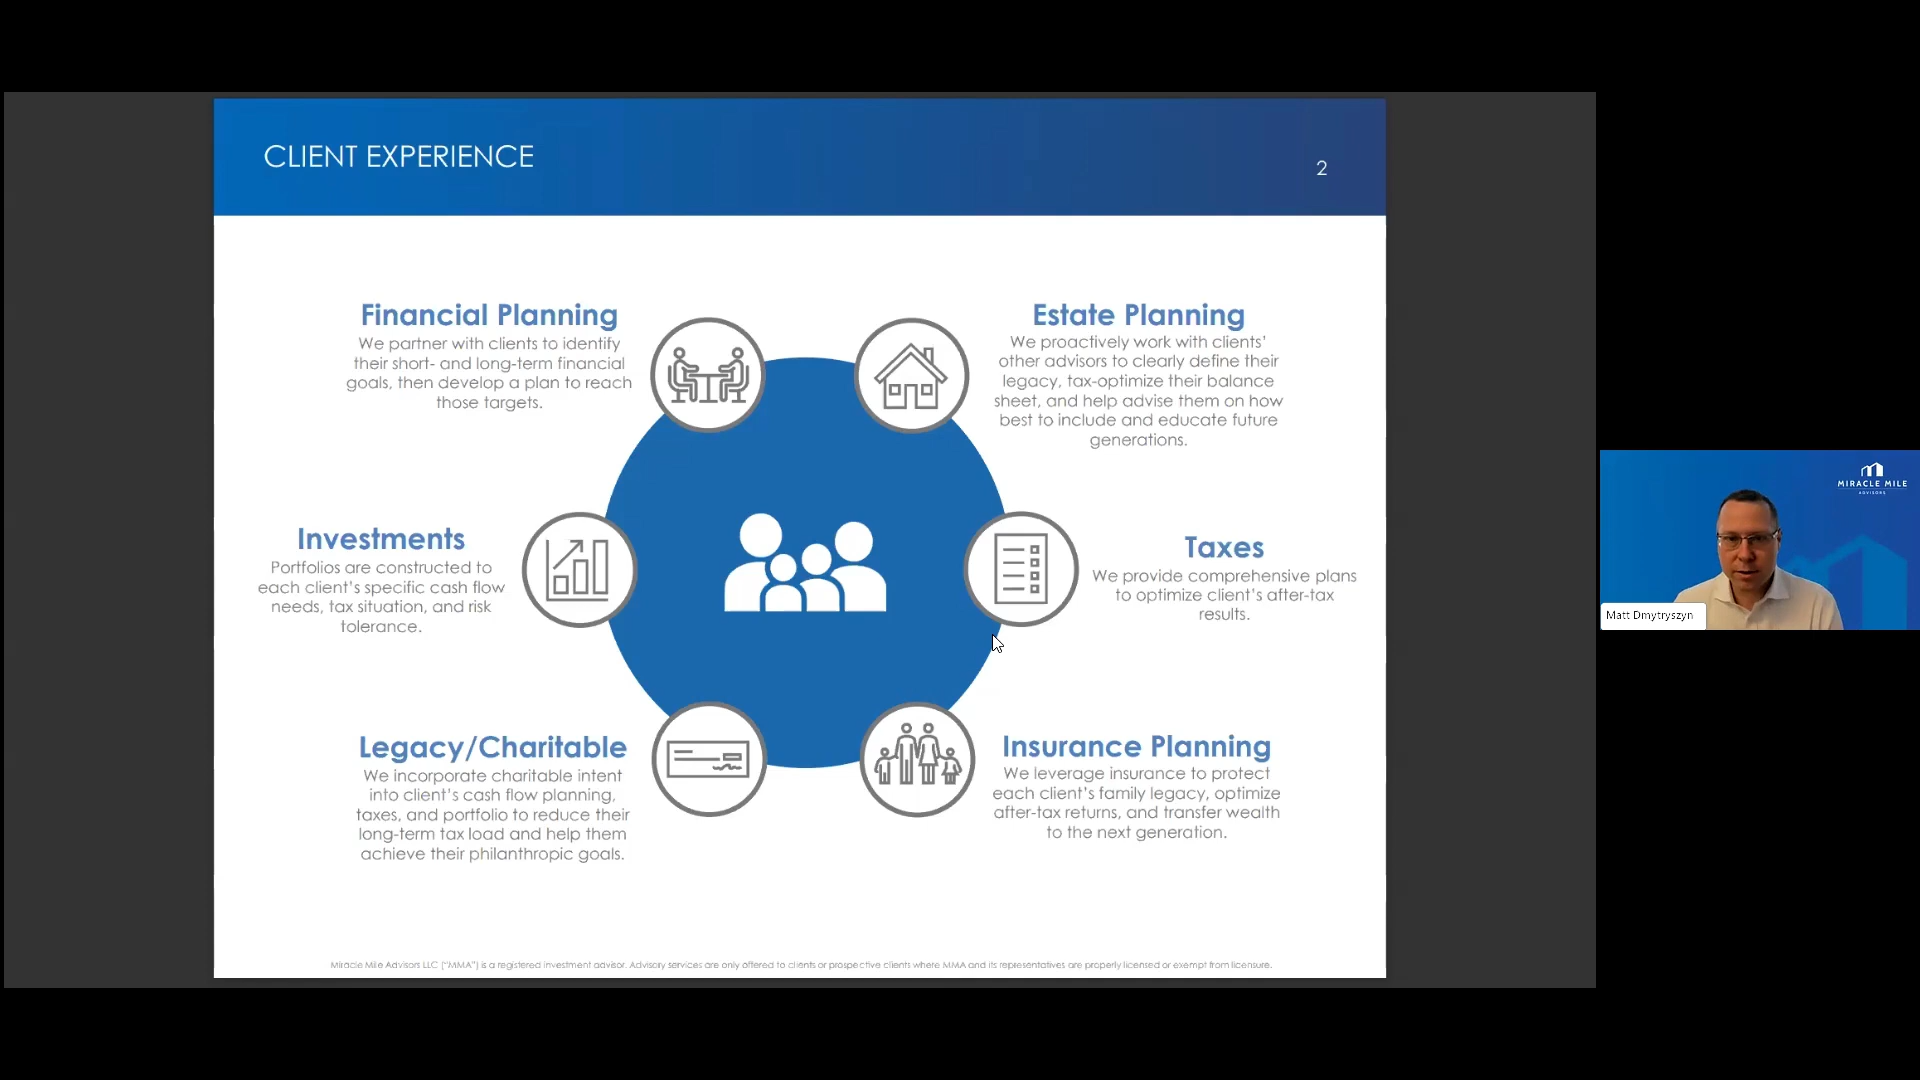 CLIENT EXPERIENCE
2
Financial Planning
We partner with clients to identify
their short- and long-term financial
goals, then develop a plan to reach
those targets.
Estate Planning
We proactively work with clients’
other advisors to clearly define their
legacy, tax-optimize their balance
sheet, and help advise them on how
best to include and educate future
generations.
Investments
Portfolios are constructed to
each client’s specific cash flow
needs, tax situation, and risk
tolerance.
Taxes
We provide comprehensive plans
to optimize client’s after-tax
results.
Legacy/Charitable
We incorporate charitable intent
into client’s cash flow planning,
taxes, and portfolio to reduce their
long-term tax load and help them
achieve their philanthropic goals.
Insurance Planning
We leverage insurance to protect
each client’s family legacy, optimize
after-tax returns, and transfer wealth
to the next generation.
Miracle Mile Advisors LLC (“MMA”) is a registered investment advisor. Advisory services are only offered to clients or prospective clients where MMA and its representatives are properly licensed or exempt from licensure.
MIRACLE MILE
ADVISORS
Matt Dmytryszyn